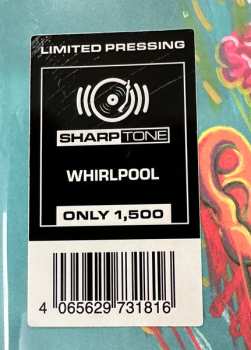 LIMITED PRESSING
SHARPTONE
WHIRLPOOL
ONLY 1,500
4 065629 731816